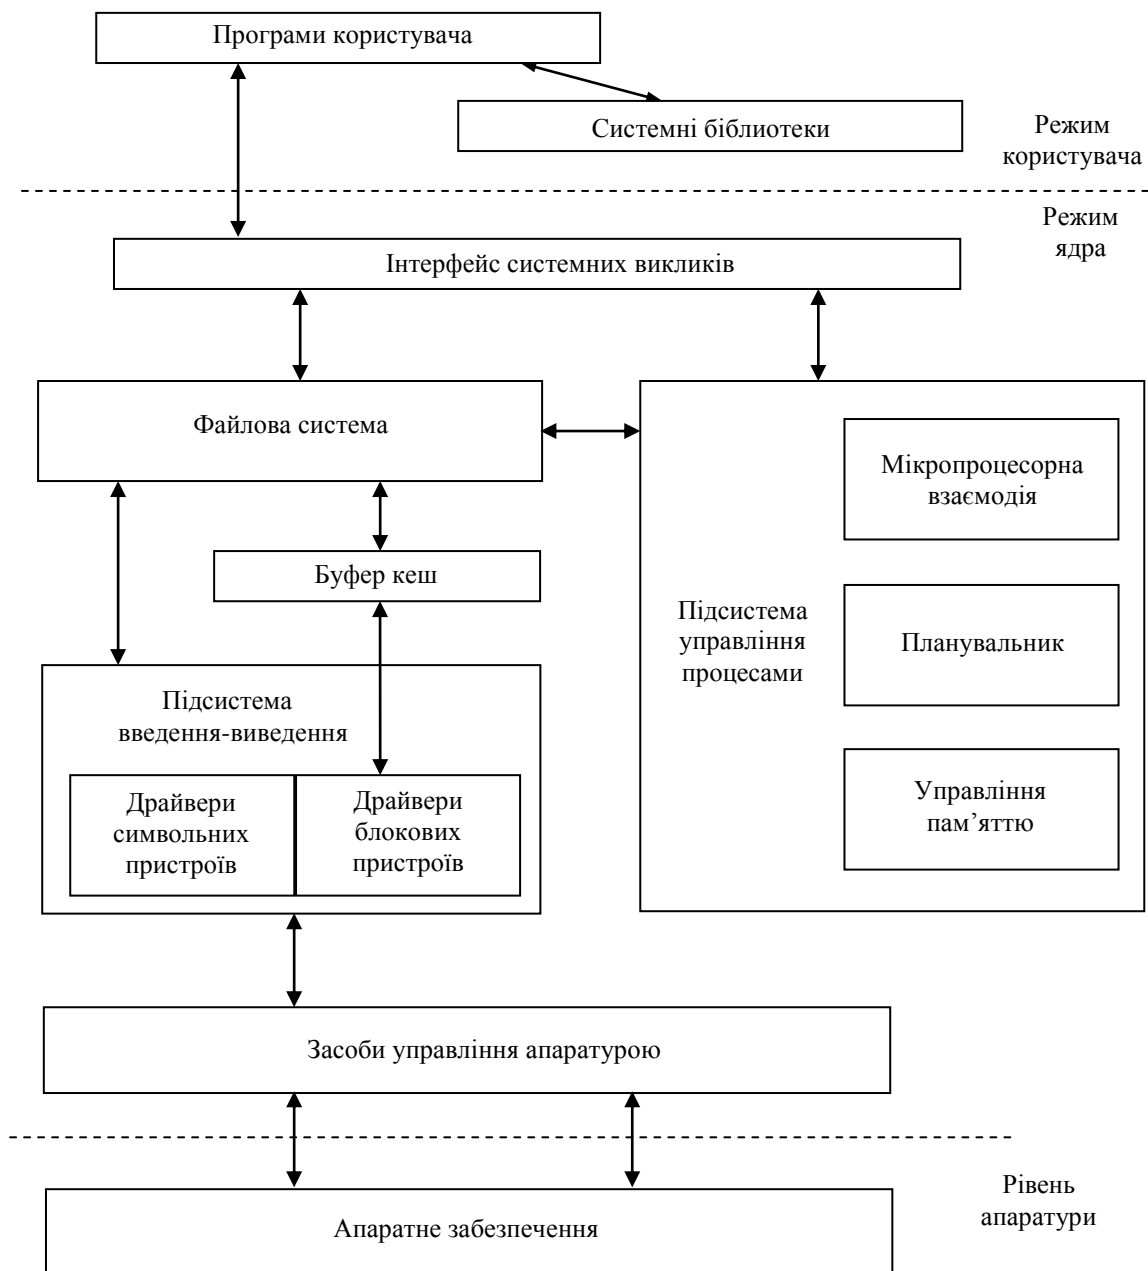 Програми користувача
Системні біблиотеки
Режим
користувача
Режим
ядра
Інтерфейс системних викликів
Файлова система
Мікропроцесорна
взаємодія
Буфер кеш
Підсистема
управління
процесами
Планувальник
Підсистема
введення-виведення
Драйвери
символьних
пристроїв
Драйвери
блокових
пристроїв
Управління
пам’яттю
Засоби управління апаратурою
Рівень
апаратури
Апаратне забезпечення